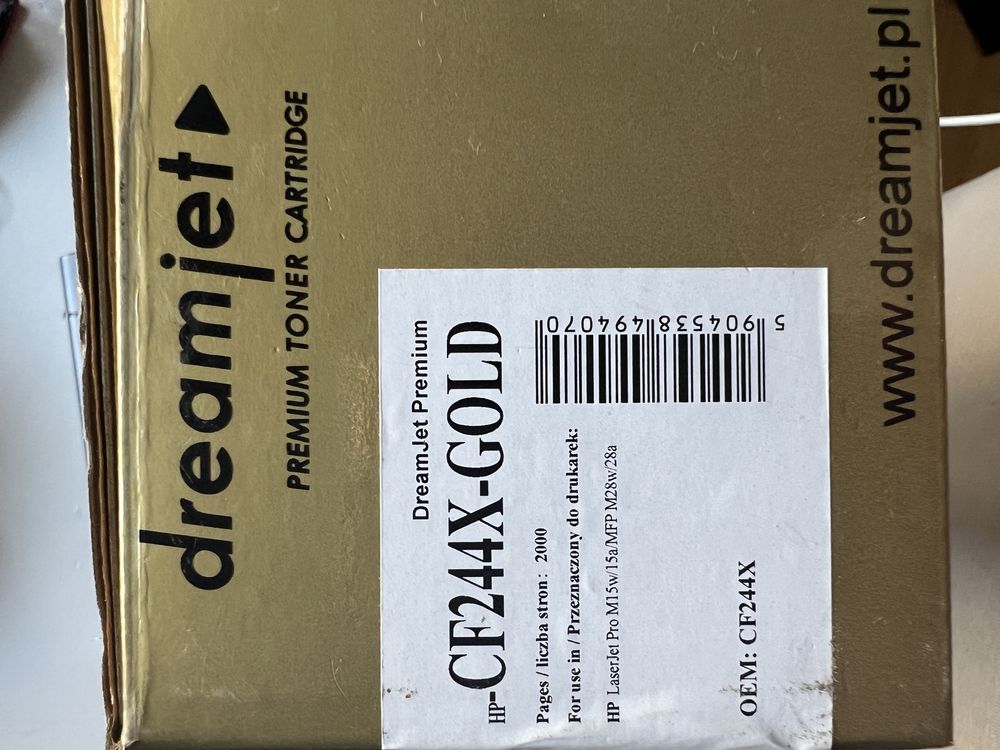 dreamjet
PREMIUM TONER CARTRIDGE
DreamJet Premium
HP-CF244X-GOLD
Pages / liczba stron: 2000
For use in / Przeznaczony do drukarek:
HP LaserJet Pro M15w/15a/MFP M28w/28a
OEM: CF244X
5 904538 494070
www.dreamjet.pl